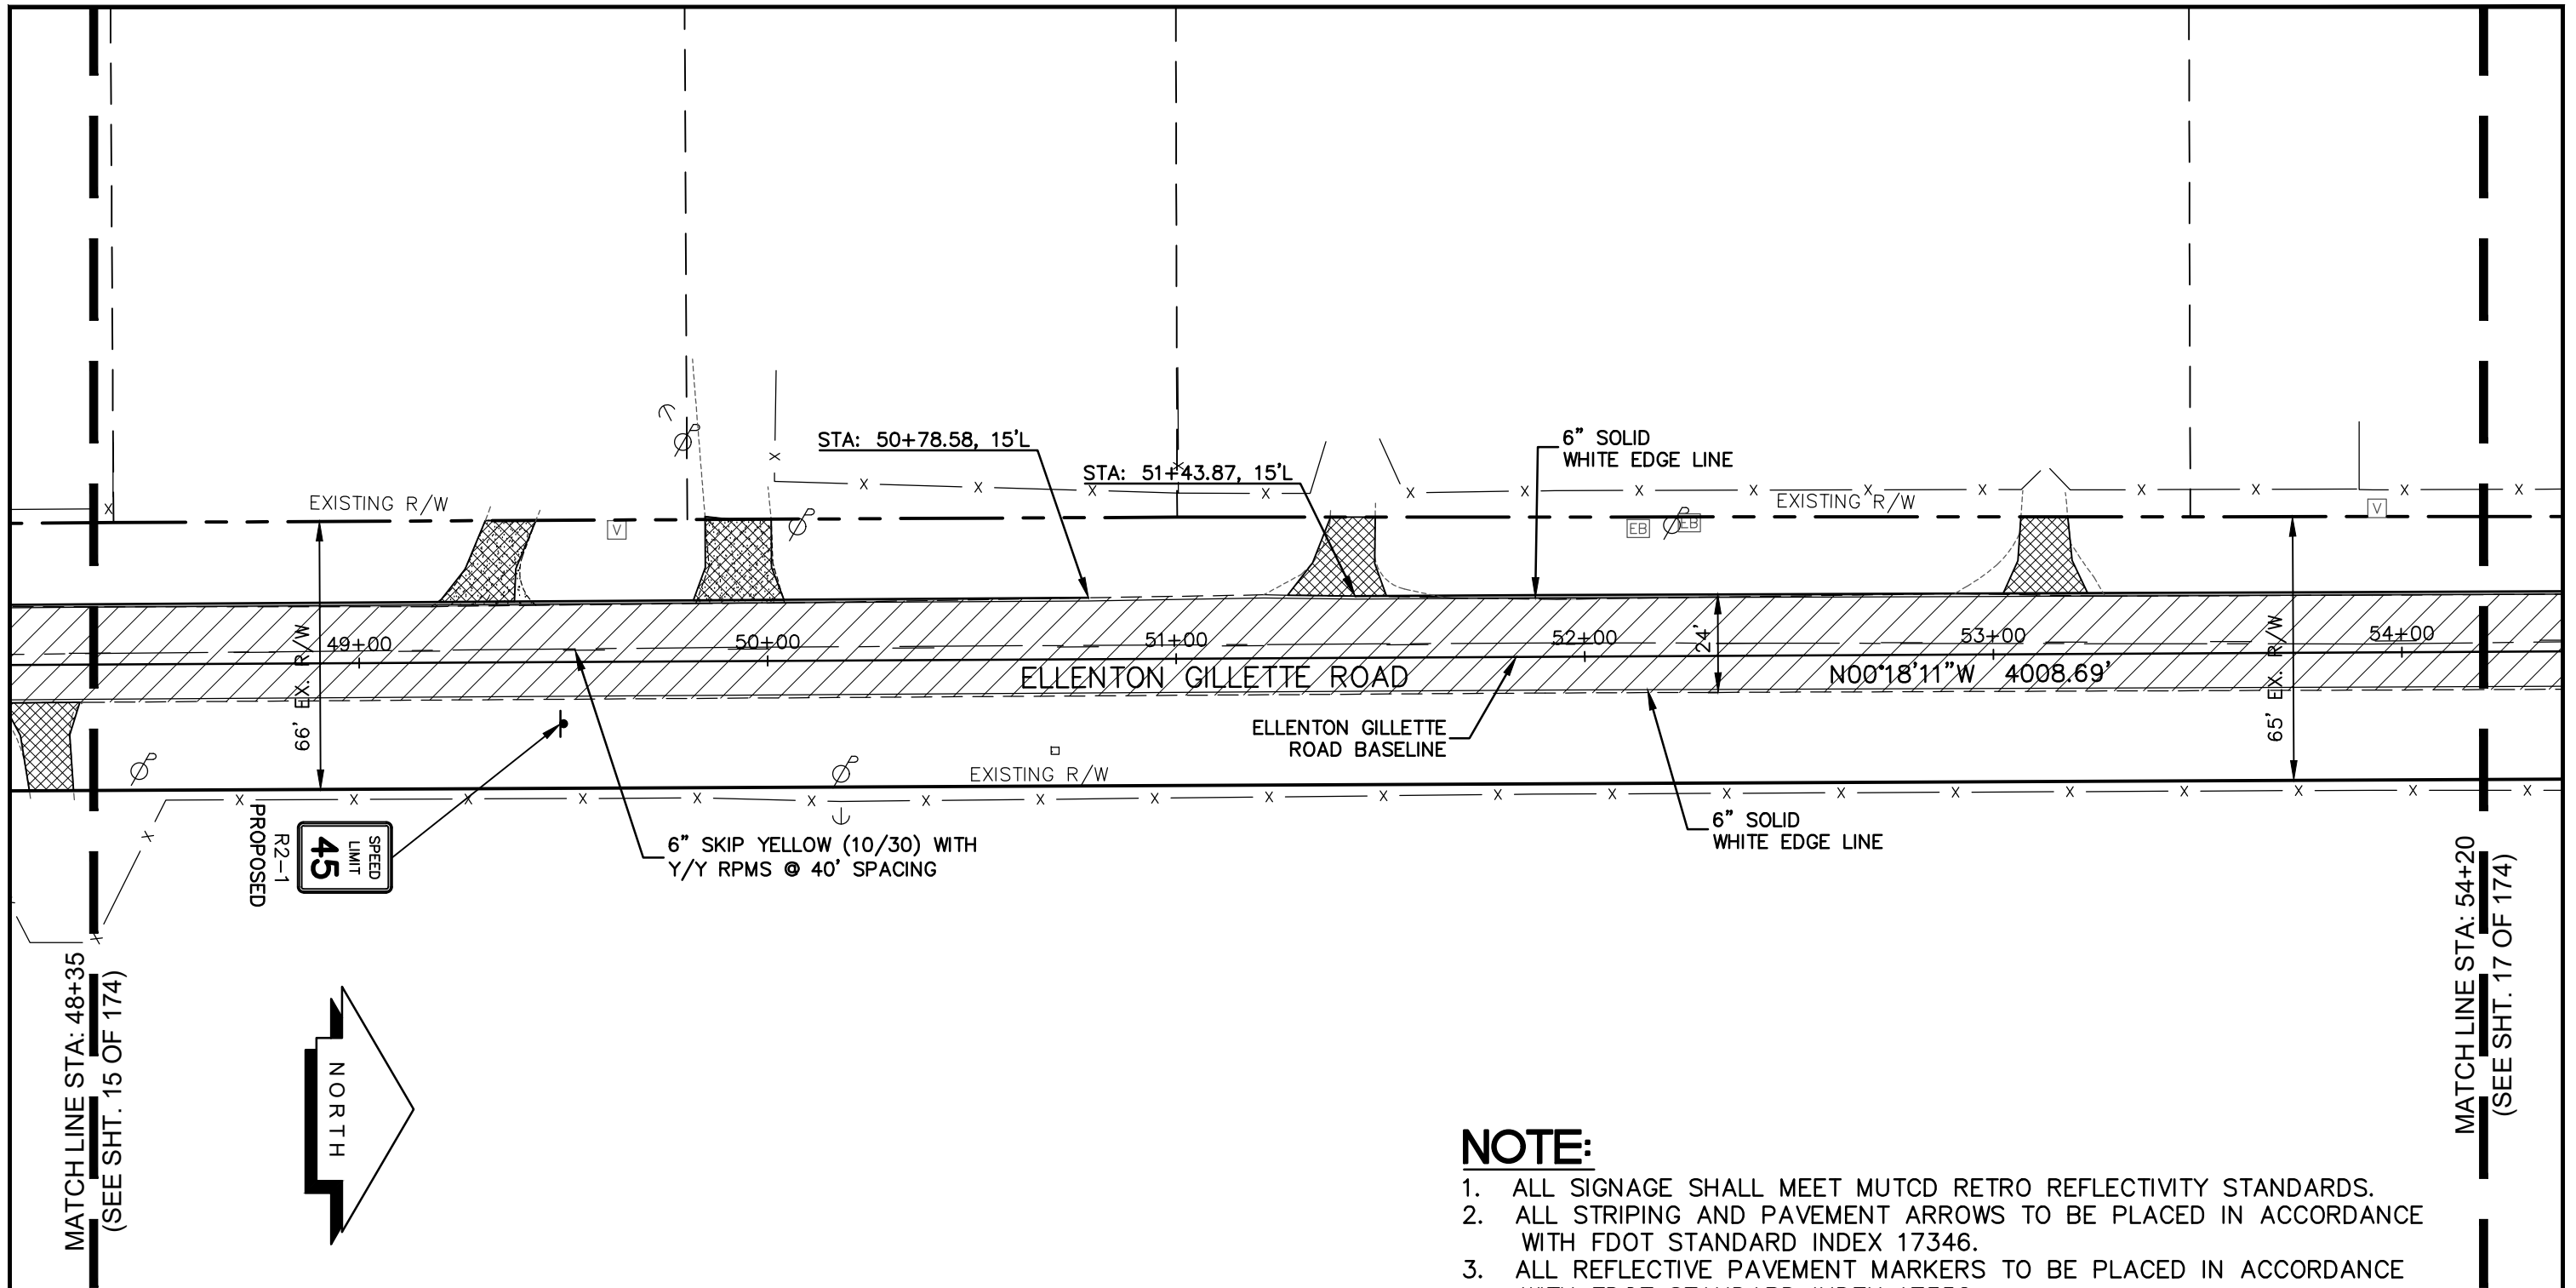 STA: 50+78.58, 15'L
STA: 51+43.87, 15'L
6" SOLID
WHITE EDGE LINE
EXISTING R/W
EXISTING R/W
V
EB
EB
V
66' EX. R/W
49+00
50+00
51+00
52+00
24'
53+00
65' EX. R/W
54+00
ELLENTON GILLETTE ROAD
N00°18'11"W 4008.69'
ELLENTON GILLETTE
ROAD BASELINE
EXISTING R/W
SPEED
LIMIT
45
R2-1
PROPOSED
6" SKIP YELLOW (10/30) WITH
Y/Y RPMS @ 40' SPACING
6" SOLID
WHITE EDGE LINE
MATCH LINE STA: 48+35
(SEE SHT. 15 OF 174)
MATCH LINE STA: 54+20
(SEE SHT. 17 OF 174)
NORTH
NOTE:
1. ALL SIGNAGE SHALL MEET MUTCD RETRO REFLECTIVITY STANDARDS.
2. ALL STRIPING AND PAVEMENT ARROWS TO BE PLACED IN ACCORDANCE
WITH FDOT STANDARD INDEX 17346.
3. ALL REFLECTIVE PAVEMENT MARKERS TO BE PLACED IN ACCORDANCE